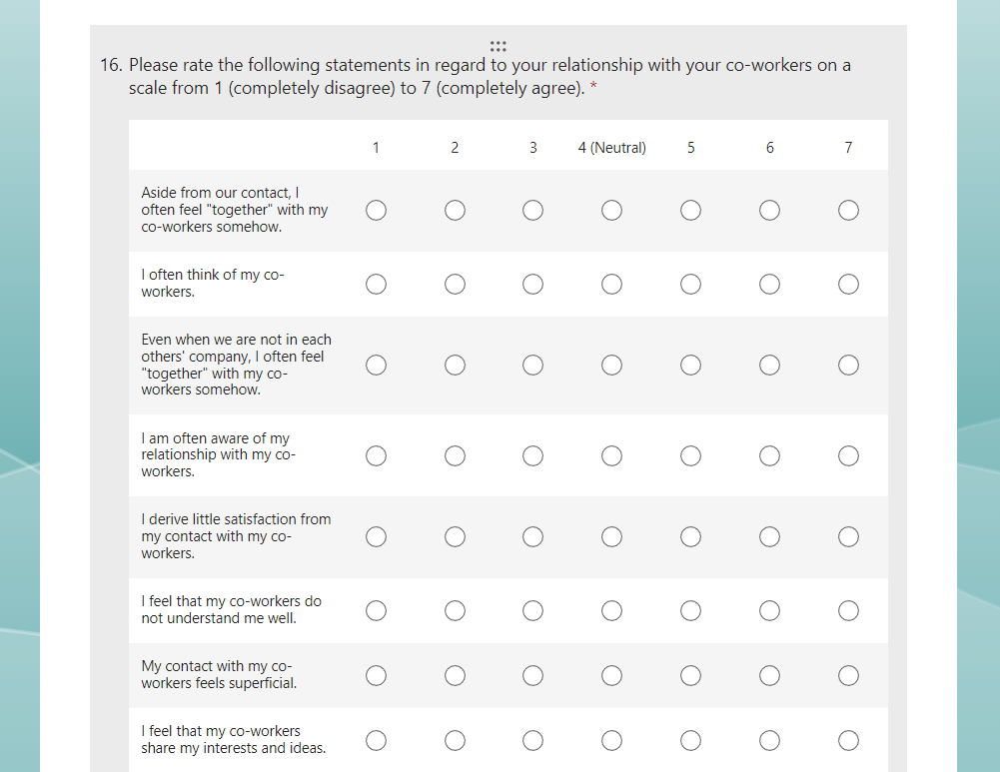 16. Please rate the following statements in regard to your relationship with your co-workers on a
scale from 1 (completely disagree) to 7 (completely agree). *
1 2 3 4 (Neutral) 5 6 7
Aside from our contact, I
often feel "together" with my
co-workers somehow.
I often think of my co-
workers.
Even when we are not in each
others' company, I often feel
"together" with my co-
workers somehow.
I am often aware of my
relationship with my co-
workers.
I derive little satisfaction from
my contact with my co-
workers.
I feel that my co-workers do
not understand me well.
My contact with my co-
workers feels superficial.
I feel that my co-workers
share my interests and ideas.